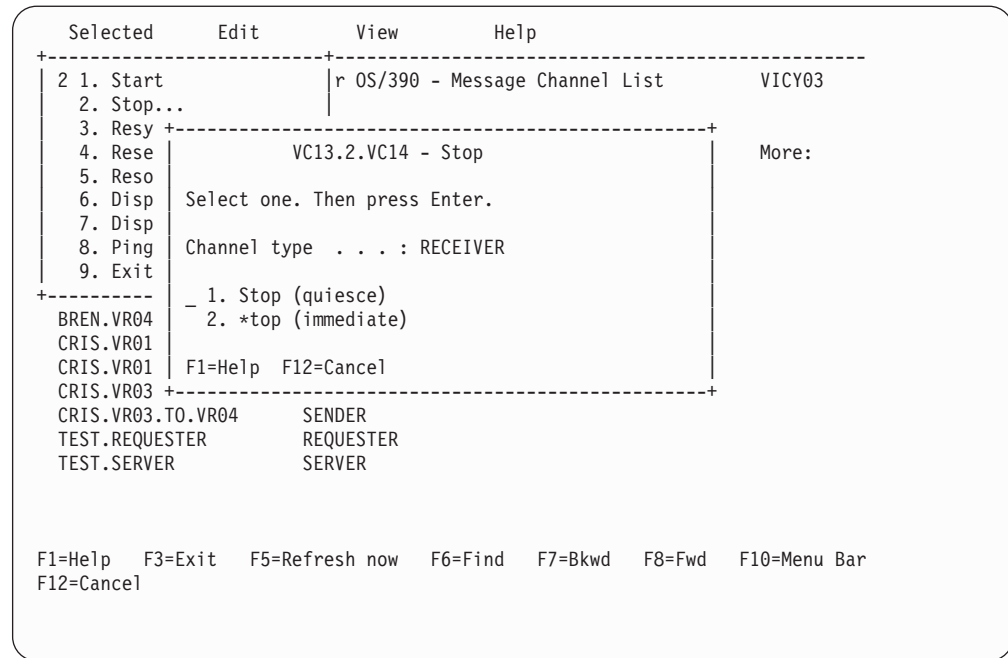 Selected Edit View Help
2 1. Start r OS/390 - Message Channel List VICY03
2. Stop...
3. Resy
4. Rese VC13.2.VC14 - Stop More:
5. Reso
6. Disp Select one. Then press Enter.
7. Disp
8. Ping Channel type . . . : RECEIVER
9. Exit
_ 1. Stop (quiesce)
BREN.VR04 2. *top (immediate)
CRIS.VR01
CRIS.VR01 F1=Help F12=Cancel
CRIS.VR03
CRIS.VR03.TO.VR04 SENDER
TEST.REQUESTER REQUESTER
TEST.SERVER SERVER
F1=Help F3=Exit F5=Refresh now F6=Find F7=Bkwd F8=Fwd F10=Menu Bar
F12=Cancel